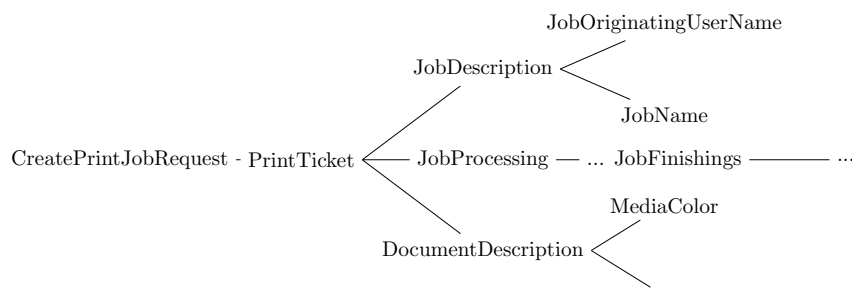 JobOriginatingUserName
JobDescription
JobName
CreatePrintJobRequest - PrintTicket JobProcessing ... JobFinishings ...
MediaColor
DocumentDescription